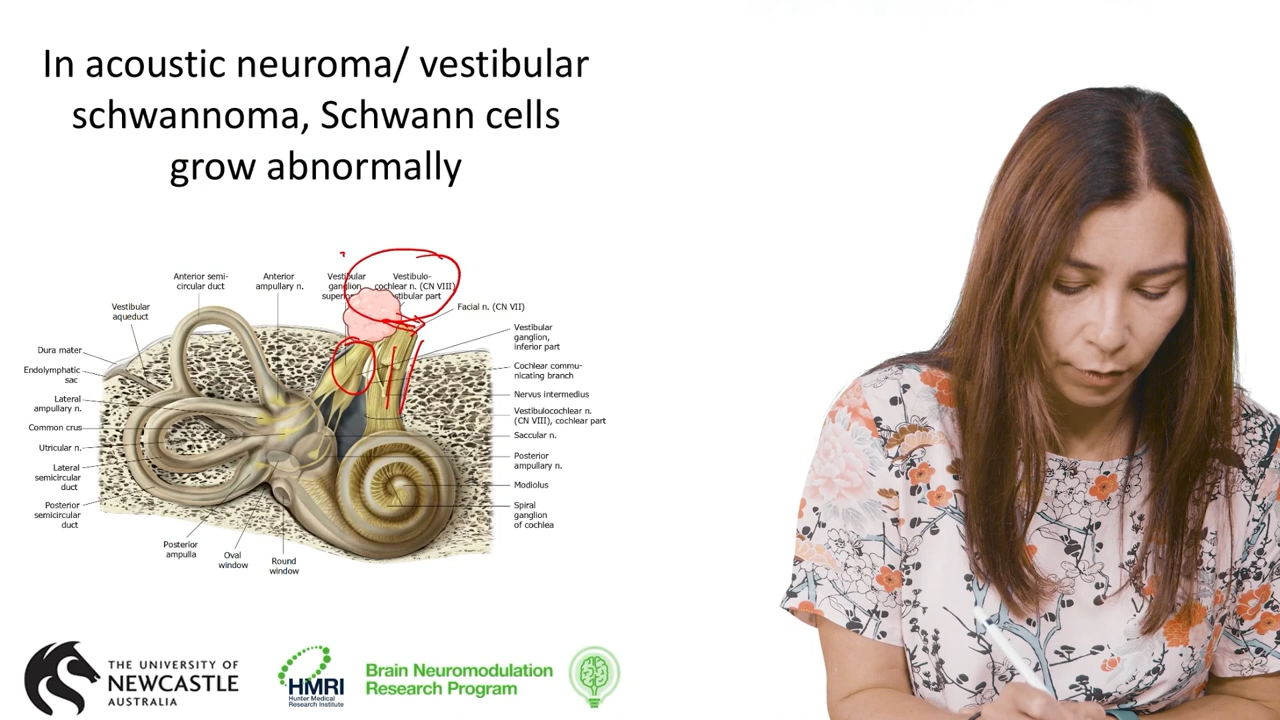 In acoustic neuroma/ vestibular
schwannoma, Schwann cells
grow abnormally
Anterior semi-
circular duct
Anterior
ampullary n.
Vestibular
ganglion
superio
Vestibulo-
cochlear n. (CN VIII)
stibular part
Vestibular
aqueduct
Facial n. (CN VII)
Vestibular
ganglion,
inferior part
Dura mater
Endolymphatic
sac
Cochlear commu-
nicating branch
Lateral
ampullary n.
Nervus intermedius
Common crus
Vestibulocochlear n.
(CN VIII), cochlear part
Saccular n.
Utricular n.
Posterior
ampullary n.
Lateral
semicircular
duct
Modiolus
Posterior
semicircular
duct
Spiral
ganglion
of cochlea
Posterior
ampulla
Oval
window
Round
window
THE UNIVERSITY OF
NEWCASTLE
AUSTRALIA
HMRI
Hunter Medical
Research Institute
Brain Neuromodulation
Research Program